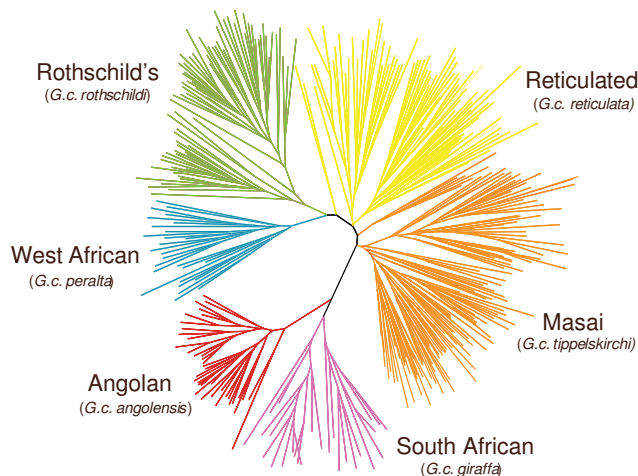 Rothschild's
(G.c. rothschildi)
Reticulated
(G.c. reticulata)
West African
(G.c. peralta)
Masai
(G.c. tippelskirchi)
Angolan
(G.c. angolensis)
South African
(G.c. giraffa)